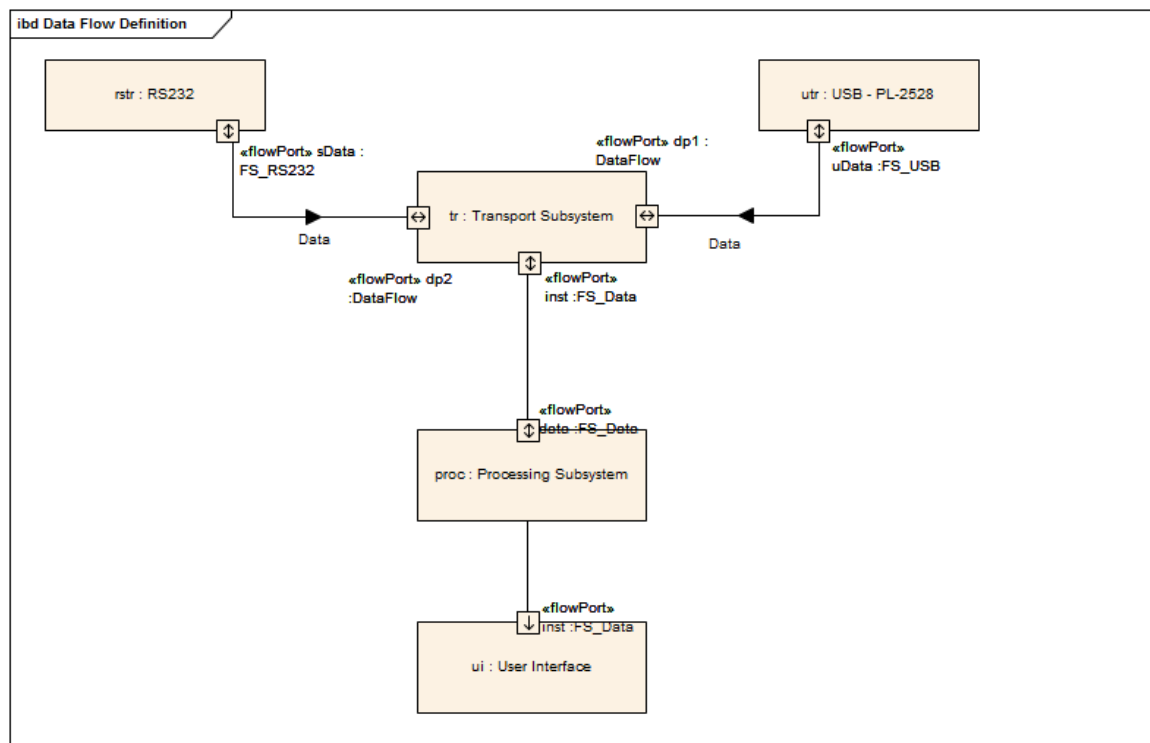 ibd Data Flow Definition
rstr : RS232
utr : USB - PL-2528
«flowPort» sData :
FS_RS232
«flowPort» dp1 :
DataFlow
«flowPort»
uData :FS_USB
tr : Transport Subsystem
Data
Data
«flowPort» dp2
:DataFlow
«flowPort»
inst :FS_Data
«flowPort»
data :FS_Data
proc : Processing Subsystem
«flowPort»
inst :FS_Data
ui : User Interface